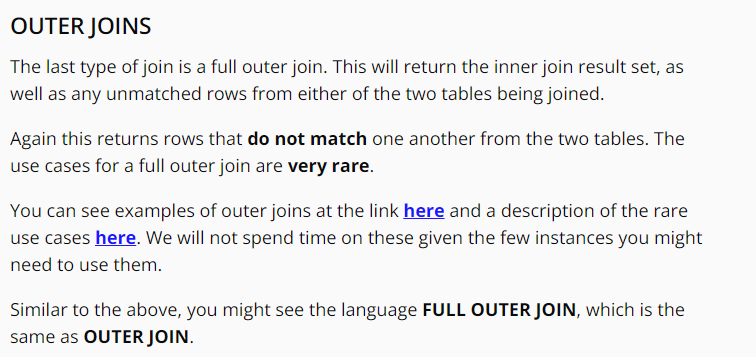 OUTER JOINS
The last type of join is a full outer join. This will return the inner join result set, as
well as any unmatched rows from either of the two tables being joined.
Again this returns rows that do not match one another from the two tables. The
use cases for a full outer join are very rare.
You can see examples of outer joins at the link here and a description of the rare
use cases here. We will not spend time on these given the few instances you might
need to use them.
Similar to the above, you might see the language FULL OUTER JOIN, which is the
same as OUTER JOIN.